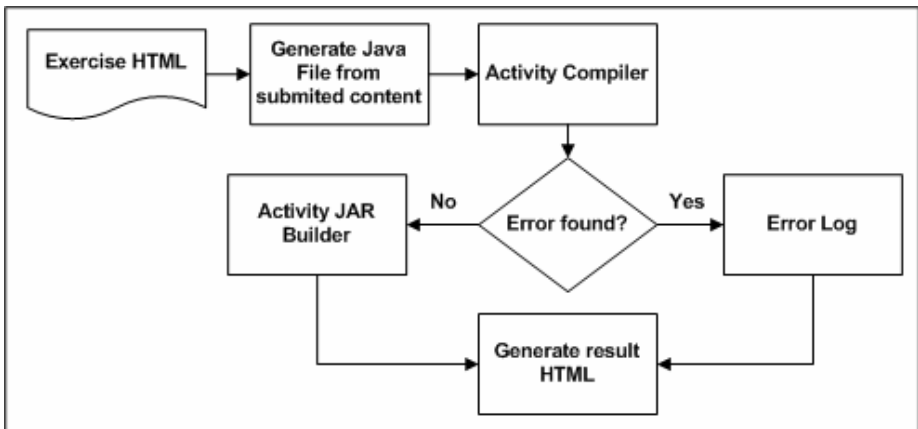 Exercise HTML
Generate Java
File from
submited content
Activity Compiler
Error found?
No
Yes
Activity JAR
Builder
Error Log
Generate result
HTML